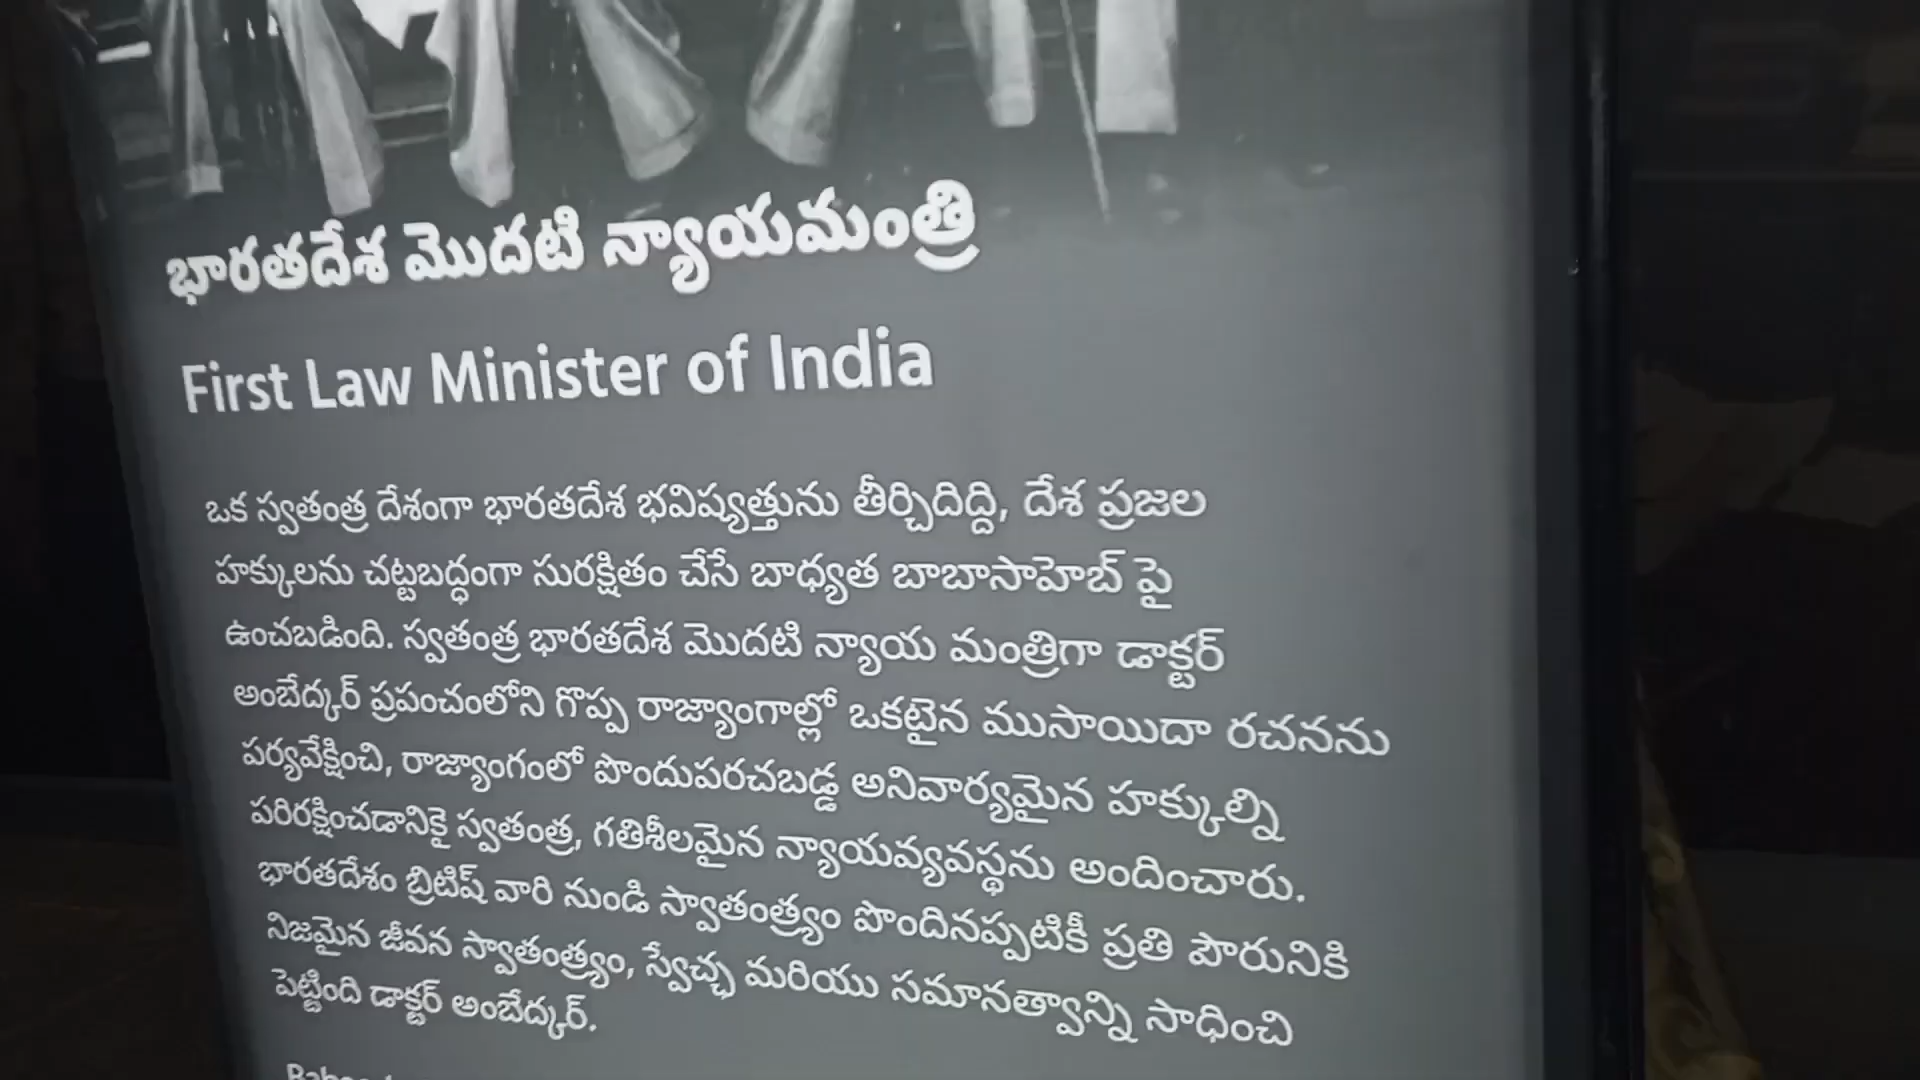 భారతదేశ మొదటి న్యాయమంత్రి
First Law Minister of India
ఒక స్వతంత్ర దేశంగా భారతదేశ భవిష్యత్తును తీర్చిదిద్ది, దేశ ప్రజల
హక్కులను చట్టబద్ధంగా సురక్షితం చేసే బాధ్యత బాబాసాహెబ్ పై
ఉంచబడింది. స్వతంత్ర భారతదేశ మొదటి న్యాయ మంత్రిగా డాక్టర్
అంబేద్కర్ ప్రపంచంలోని గొప్ప రాజ్యాంగాల్లో ఒకటైన ముసాయిదా రచనను
పర్యవేక్షించి, రాజ్యాంగంలో పొందుపరచబడ్డ అనివార్యమైన హక్కుల్ని
పరిరక్షించడానికై స్వతంత్ర, గతిశీలమైన న్యాయవ్యవస్థను అందించారు.
భారతదేశం బ్రిటిష్ వారి నుండి స్వాతంత్ర్యం పొందినప్పటికీ ప్రతి పౌరునికి
నిజమైన జీవన స్వాతంత్ర్యం, స్వేచ్ఛ మరియు సమానత్వాన్ని సాధించి
పెట్టింది డాక్టర్ అంబేద్కర్.